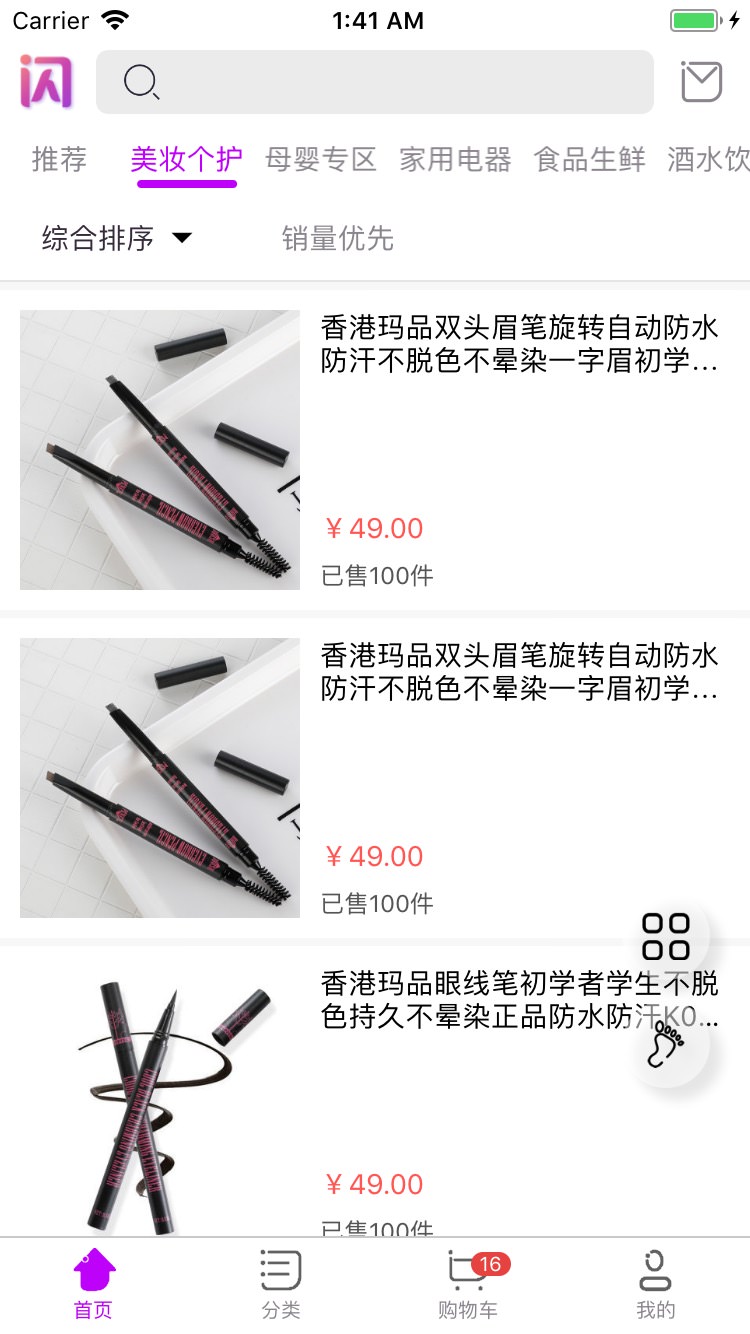 Carrier 1:41 AM
闪
推荐 美妆个护 母婴专区 家用电器 食品生鲜 酒水饮
综合排序 销量优先
香港玛品双头眉笔旋转自动防水
防汗不脱色不晕染一字眉初学...
EYEBROW PENCIL
¥ 49.00
已售100件
香港玛品双头眉笔旋转自动防水
防汗不脱色不晕染一字眉初学...
EYEBROW PENCIL
¥ 49.00
已售100件
香港玛品眼线笔初学者学生不脱
色持久不晕染正品防水防汗K0...
¥ 49.00
已售100件
16
首页 分类 购物车 我的